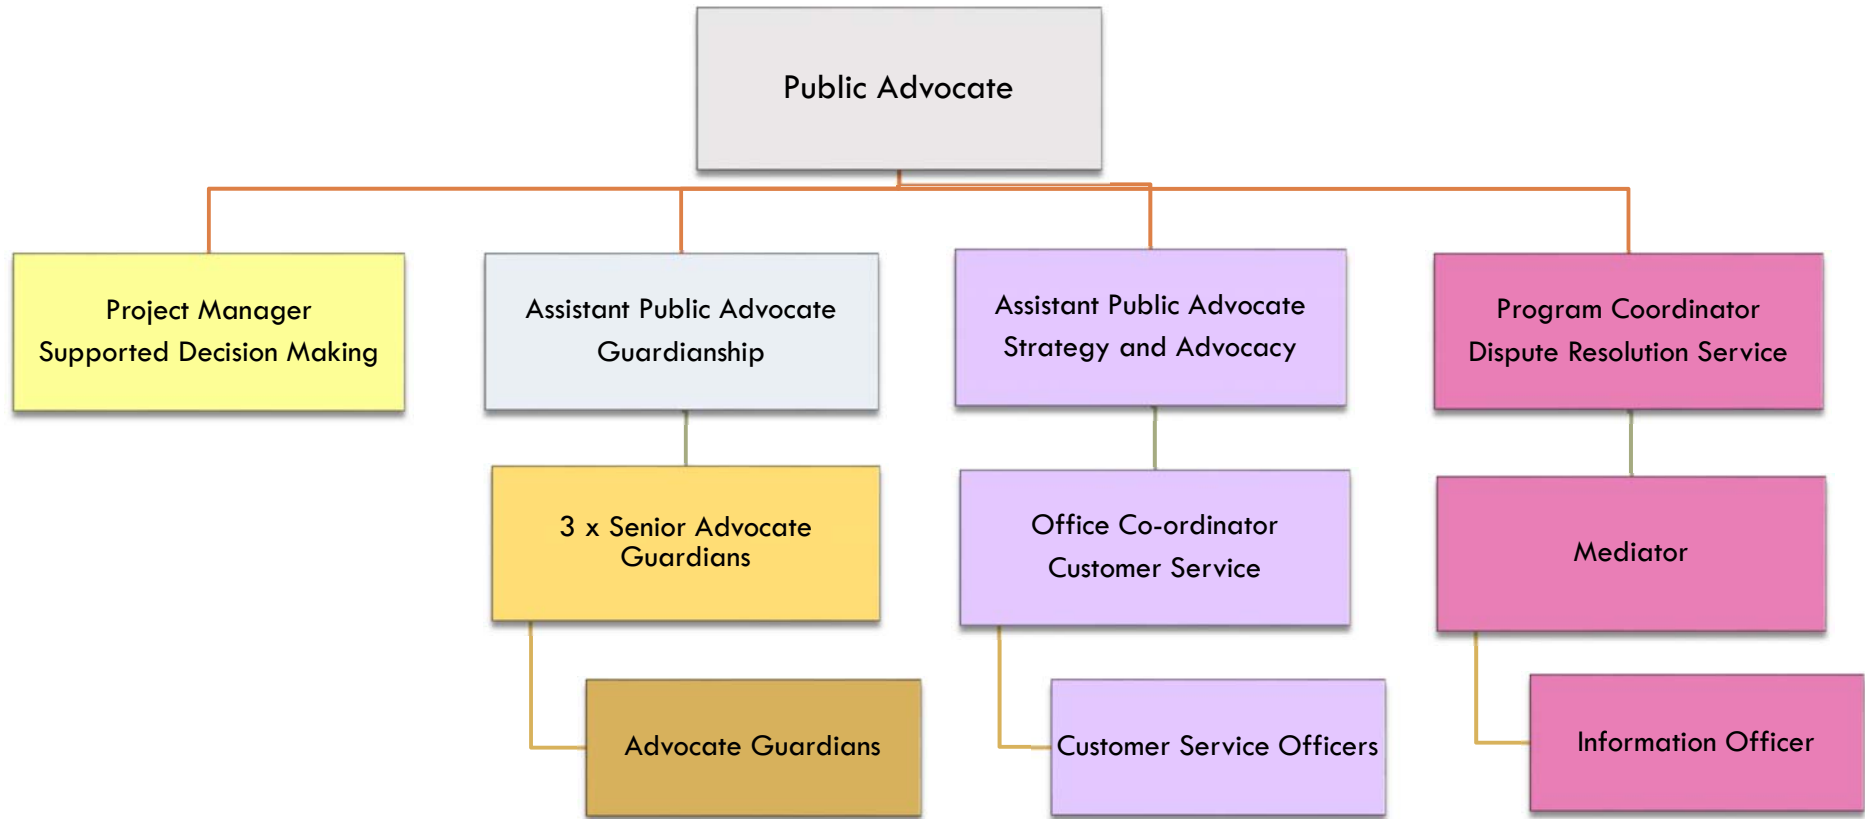 Public Advocate
Project Manager
Supported Decision Making
Assistant Public Advocate
Guardianship
Assistant Public Advocate
Strategy and Advocacy
Program Coordinator
Dispute Resolution Service
3 x Senior Advocate
Guardians
Office Co-ordinator
Customer Service
Mediator
Advocate Guardians
Customer Service Officers
Information Officer